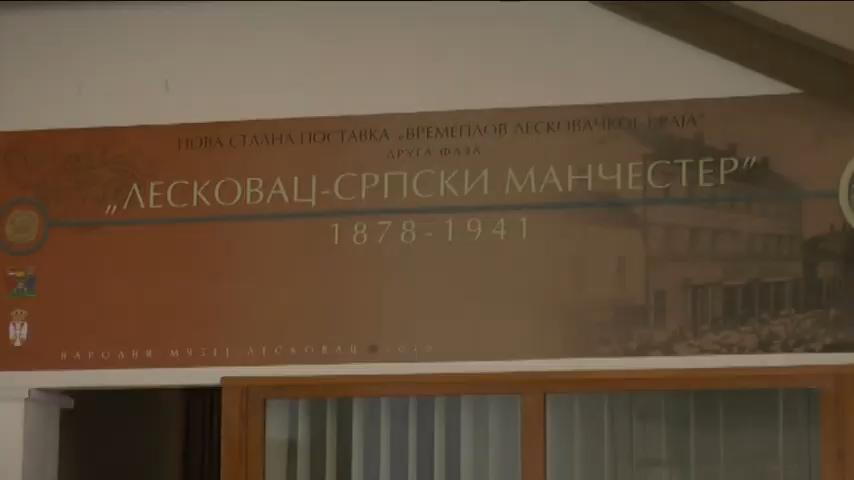 НОВА СТАЛНА ПОСТАВКА „ВРЕМЕПЛОВ ЛЕСКОВАЧКОГ КРАЈА“
ДРУГА ФАЗА
„ЛЕСКОВАЦ-СРПСКИ МАНЧЕСТЕР”
1878-1941
НАРОДНИ МУЗЕЈ ЛЕСКОВАЦ